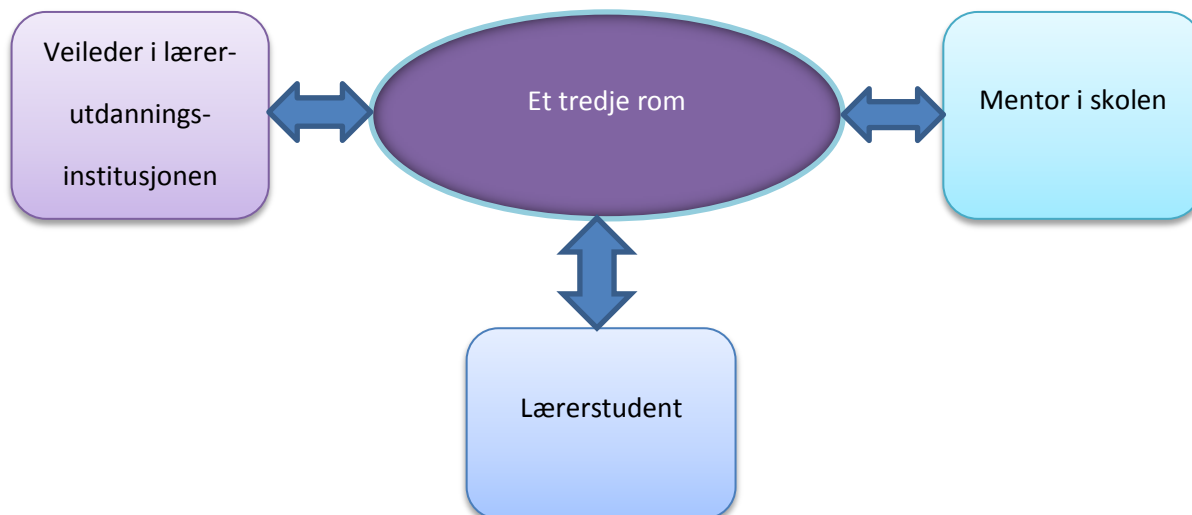 Veileder i lærer-
utdannings-
institusjonen
Et tredje rom
Mentor i skolen
Lærerstudent